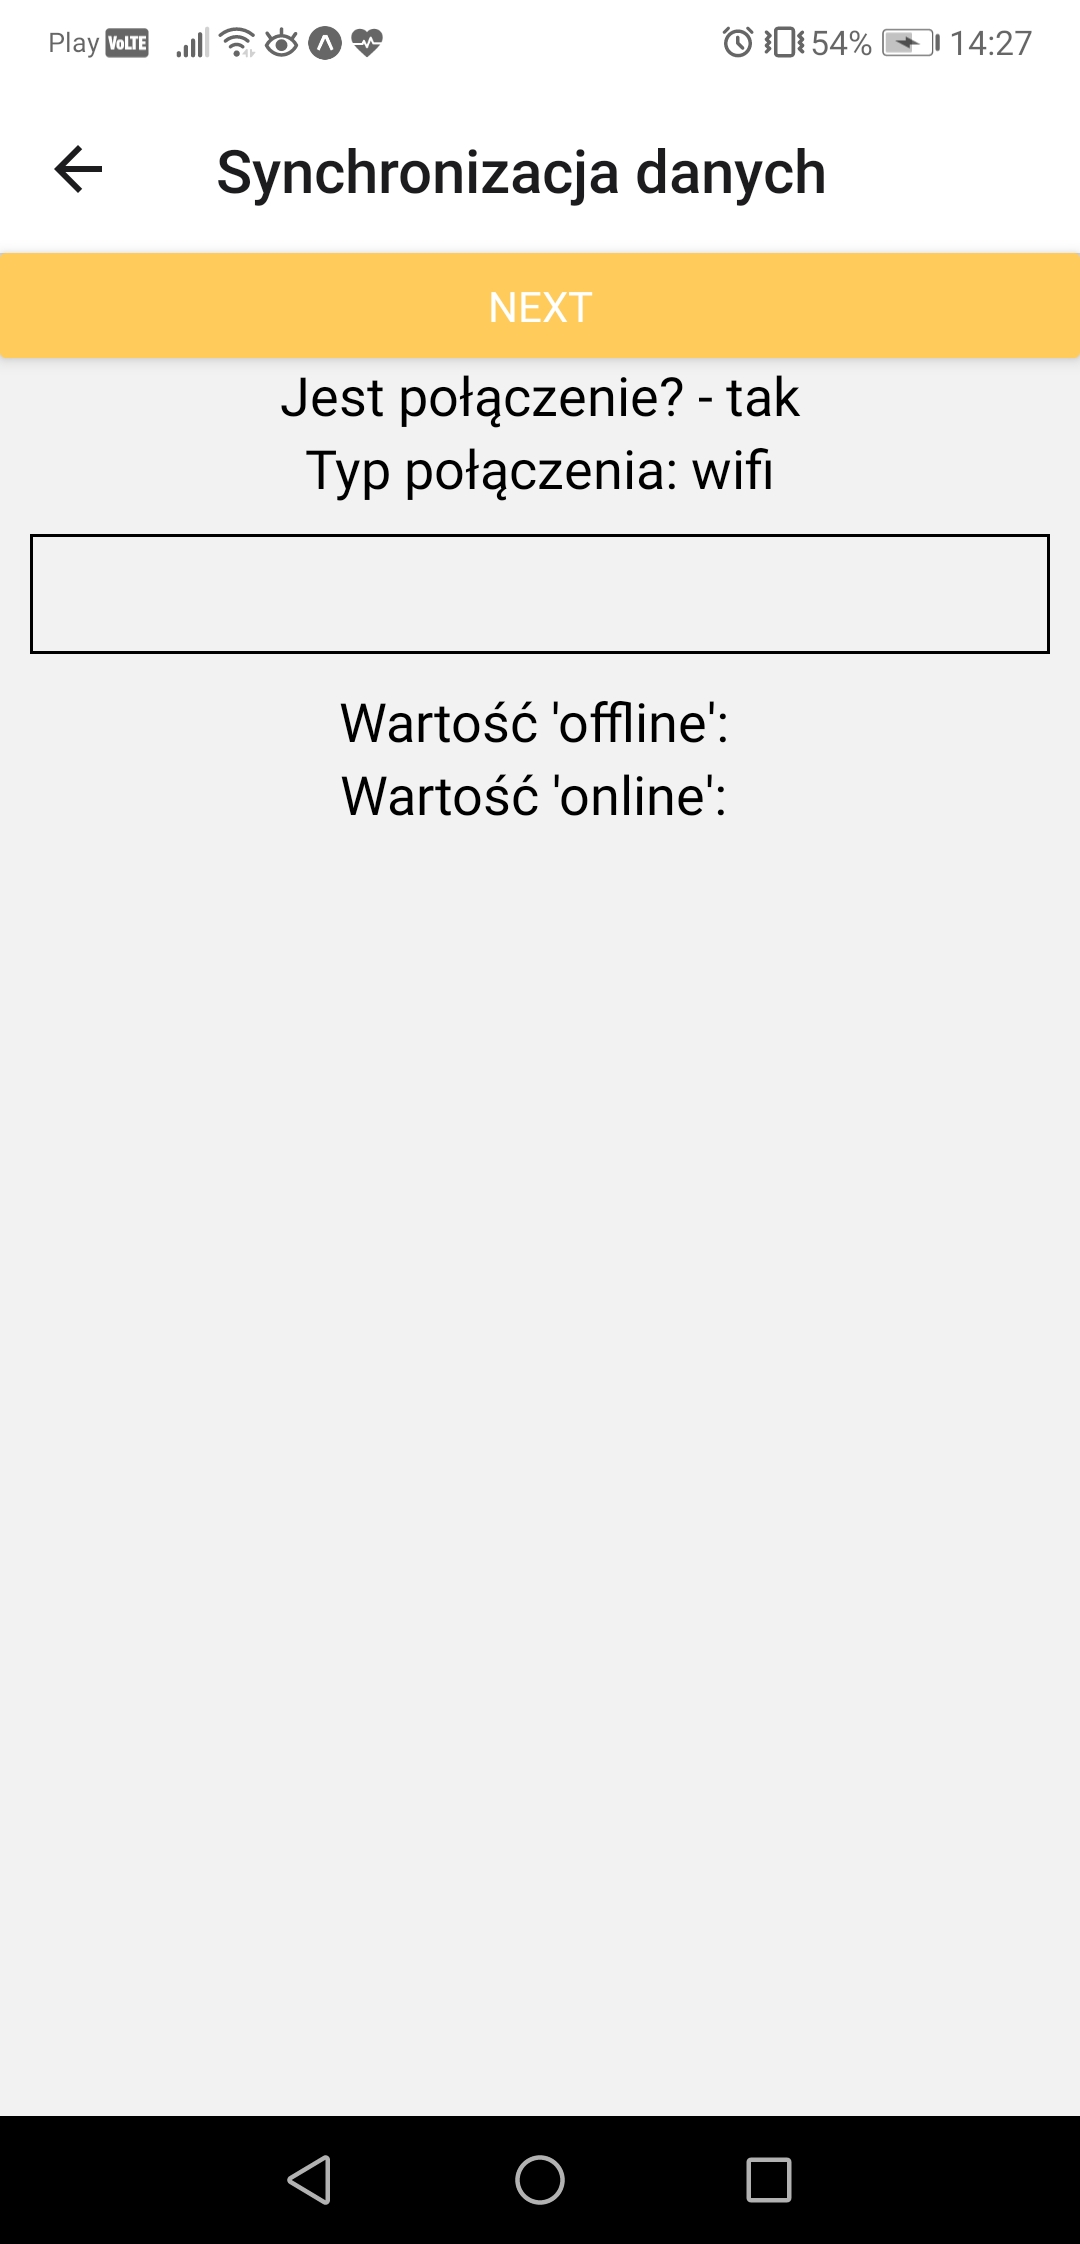 Play VoLTE 54% 14:27
Synchronizacja danych
NEXT
Jest połączenie? - tak
Typ połączenia: wifi
Wartość 'offline':
Wartość 'online':